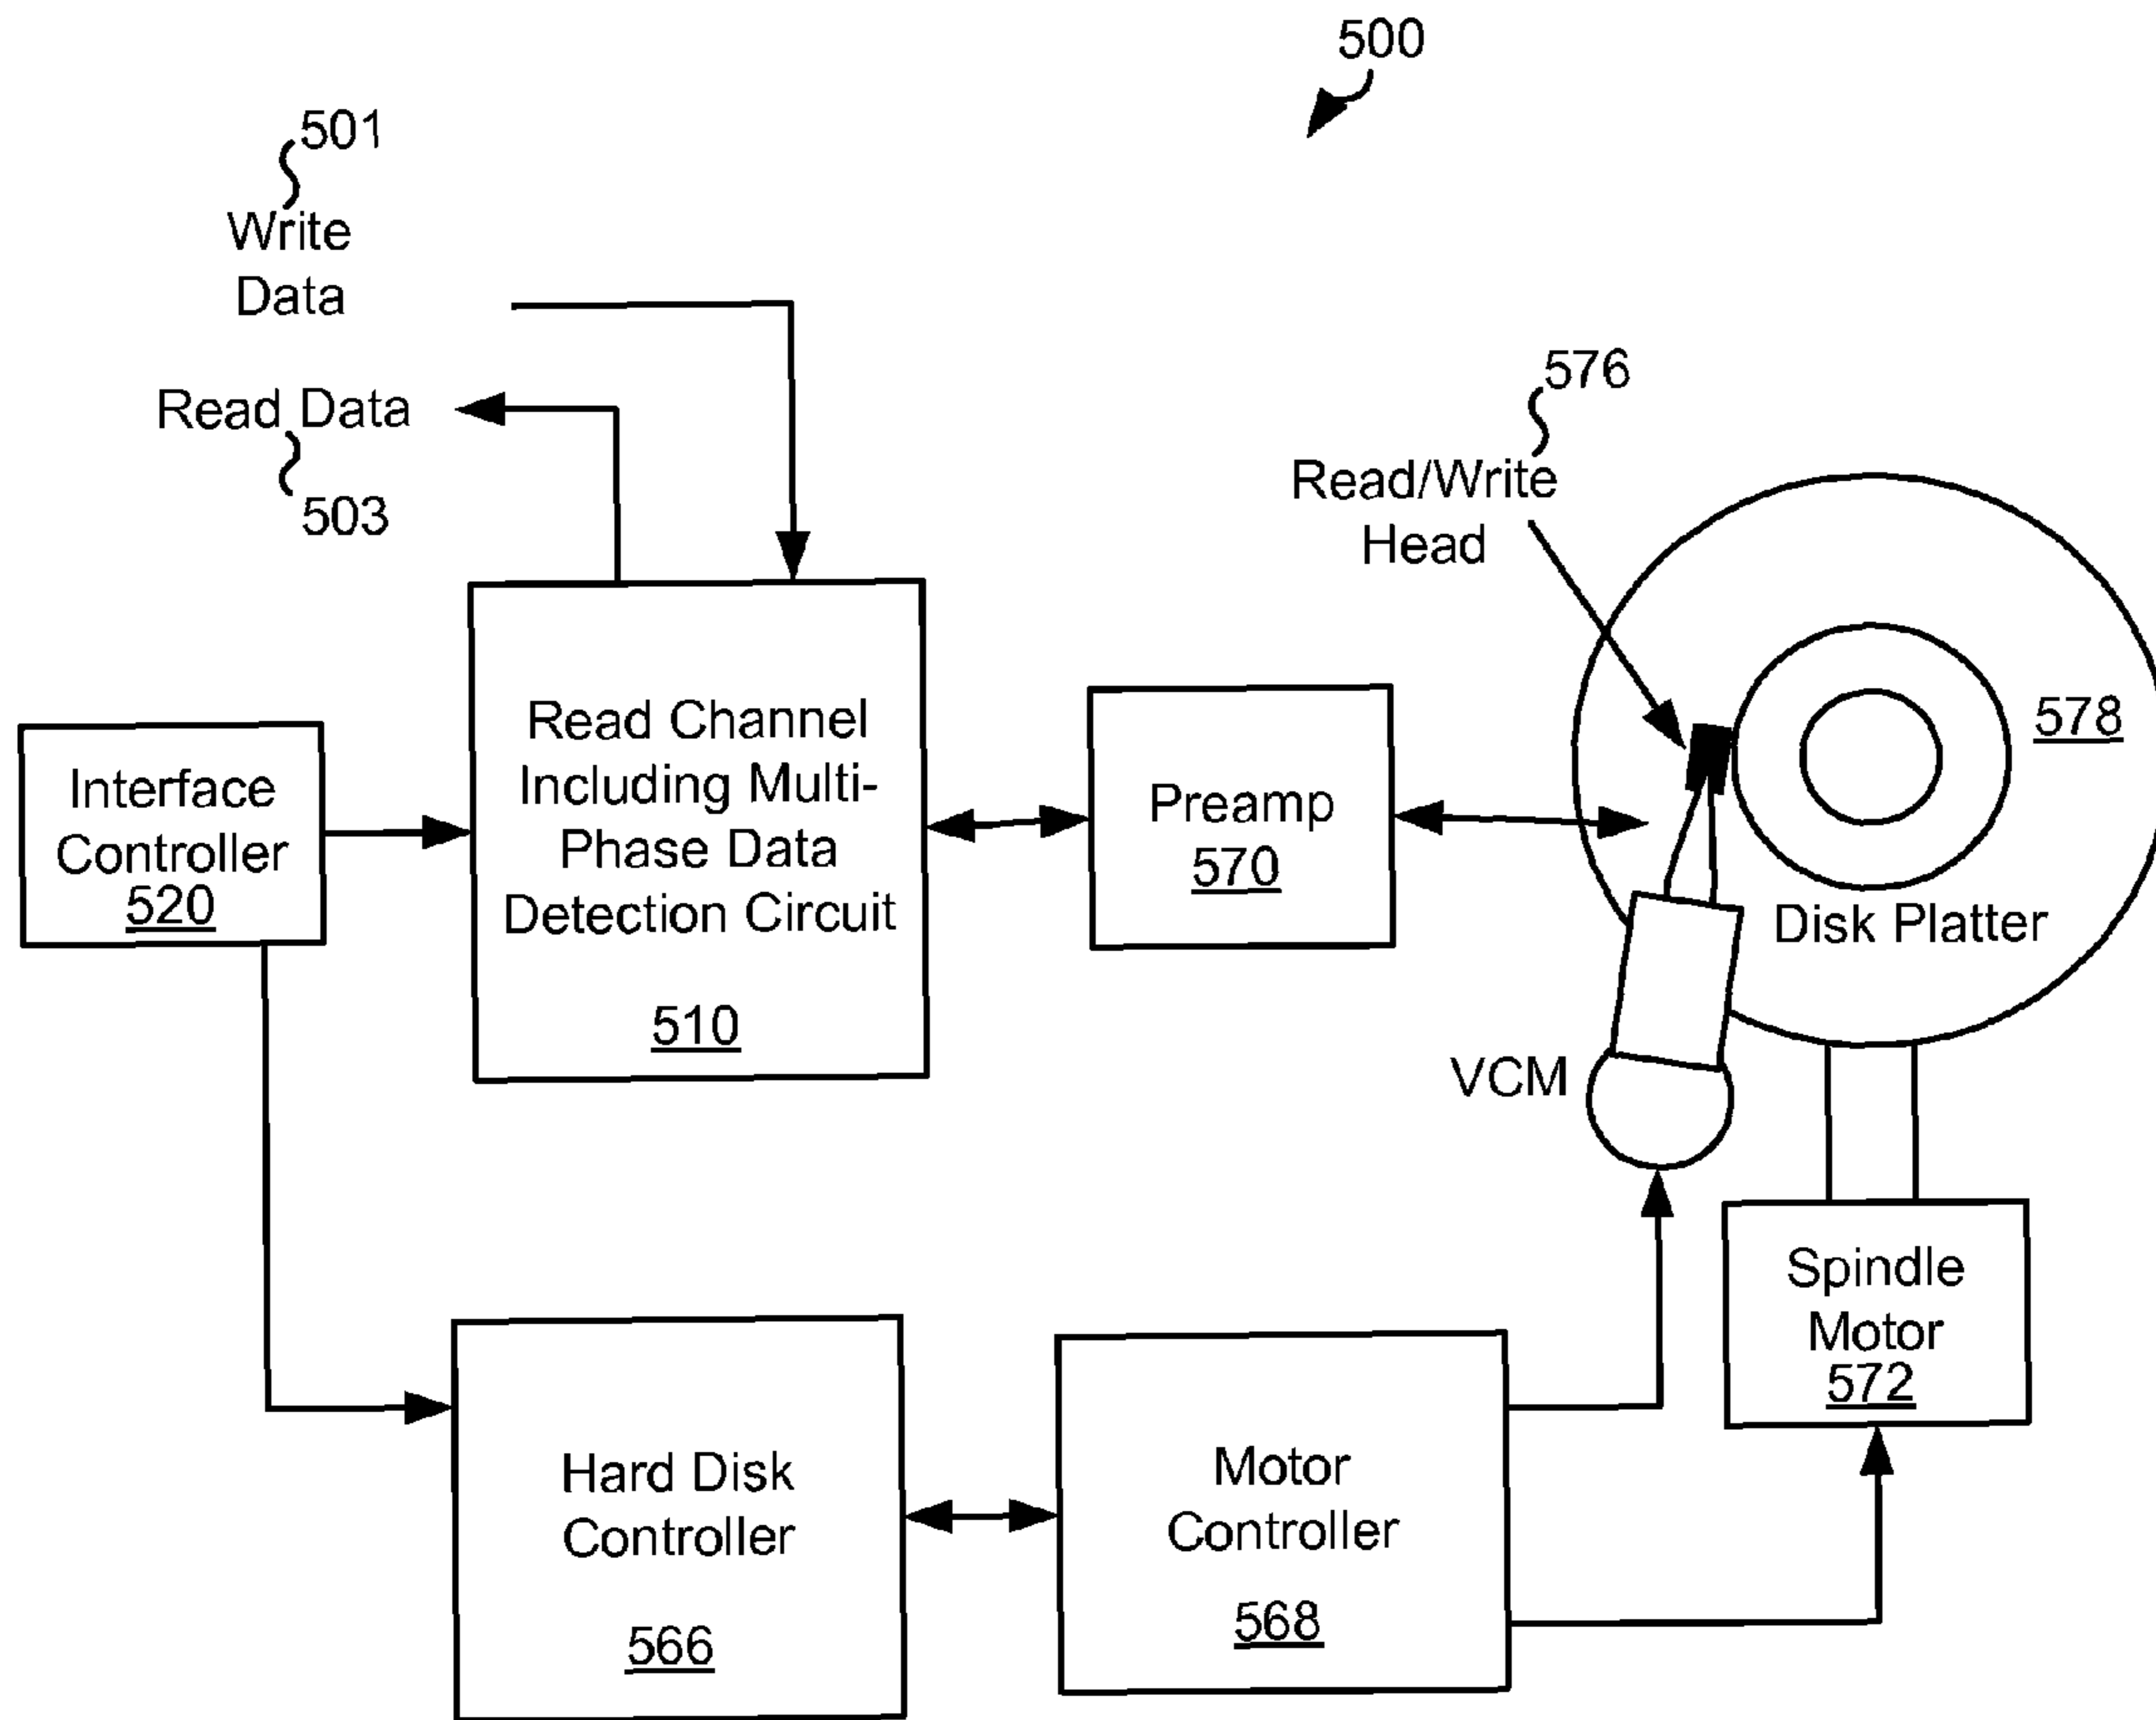 500
501
Write
Data
Read Data
503
576
Read/Write
Head
578
Interface
Controller
520
Read Channel
Including Multi-
Phase Data
Detection Circuit
510
Preamp
570
Disk Platter
VCM
Spindle
Motor
572
Hard Disk
Controller
566
Motor
Controller
568